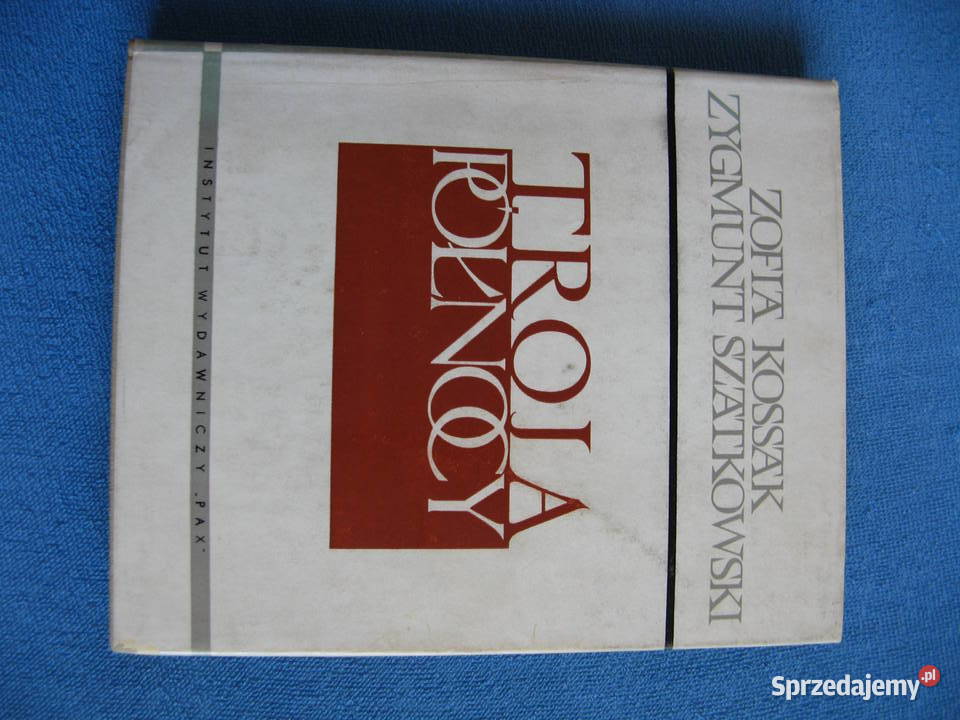 ZOFIA KOSSAK
ZYGMUNT SZATKOWSKI
TROJA
PÓŁNOCY
INSTYTUT WYDAWNICZY „PAX"
Sprzedajemy.pl